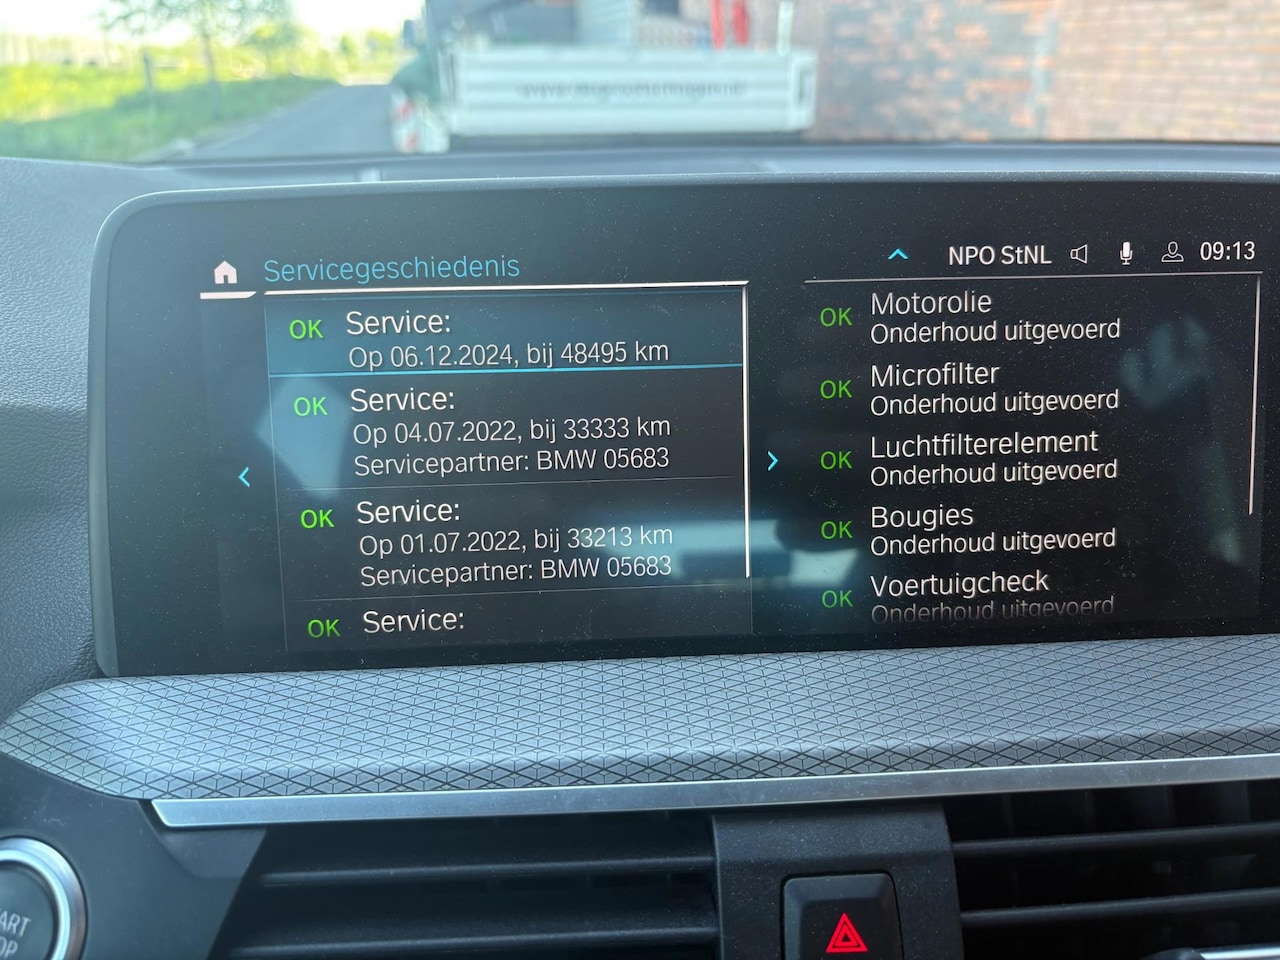 Servicegeschiedenis
NPO StNL
09:13
OK Service:
Op 06.12.2024, bij 48495 km
OK Service:
Op 04.07.2022, bij 33333 km
Servicepartner: BMW 05683
OK Service:
Op 01.07.2022, bij 33213 km
Servicepartner: BMW 05683
OK Service:
OK Motorolie
Onderhoud uitgevoerd
OK Microfilter
Onderhoud uitgevoerd
OK Luchtfilterelement
Onderhoud uitgevoerd
OK Bougies
Onderhoud uitgevoerd
OK Voertuigcheck
Onderhoud uitgevoerd